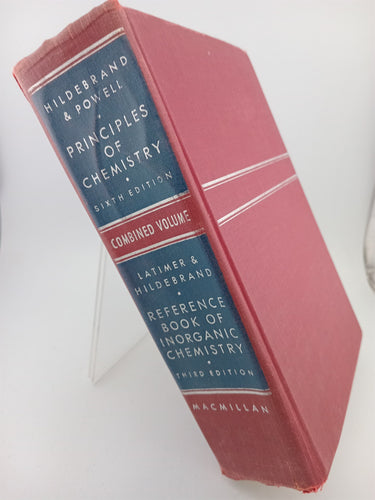 HILDEBRAND
& POWELL
•
PRINCIPLES
OF
CHEMISTRY
•
SIXTH EDITION
COMBINED VOLUME
LATIMER &
HILDEBRAND
•
REFERENCE
BOOK OF
INORGANIC
CHEMISTRY
•
THIRD EDITION
MACMILLAN